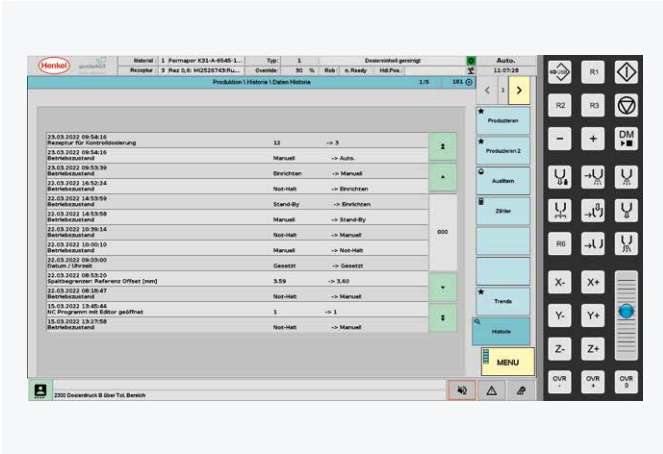 Henkel
Material: 1 Fermapor K31-A-6545-1... Typ: 1 Dosiereinheit gereinigt Auto.
Rezeptur: 3 Rez 0,6: MI2526743:Ru... Override: 30 % Rob: n. Ready Hd.Pos.: 11:07:28
Produktion \ Historie \ Daten Historie 1/5 181
1
23.03.2022 09:54:16
Rezeptur für Kontrolldosierung 12 -> 3
23.03.2022 09:54:16
Betriebszustand Manuell -> Auto.
23.03.2022 09:53:39
Betriebszustand Einrichten -> Manuell
22.03.2022 16:52:24
Betriebszustand Not-Halt -> Einrichten
22.03.2022 14:53:59
Betriebszustand Stand-By -> Einrichten
22.03.2022 14:53:58
Betriebszustand Manuell -> Stand-By
22.03.2022 10:39:14
Betriebszustand Not-Halt -> Manuell
22.03.2022 10:00:10
Betriebszustand Manuell -> Not-Halt
22.03.2022 09:03:00
Datum / Uhrzeit Gesetzt -> Gesetzt
22.03.2022 08:53:20
Spaltbegrenzer: Referenz Offset [mm] 3.59 -> 3.60
22.03.2022 08:18:47
Betriebszustand Not-Halt -> Manuell
15.03.2022 13:45:44
NC Programm mit Editor geöffnet 1 -> 1
15.03.2022 13:27:58
Betriebszustand Not-Halt -> Manuell
000
Produzieren
Produzieren 2
Auslitern
Zähler
Trends
Historie
MENU
2300 Dosierdruck B über Tol. Bereich
R1
R2 R3
- + DM
R6
X- X+
Y- Y+
Z- Z+
OVR - OVR + OVR 0